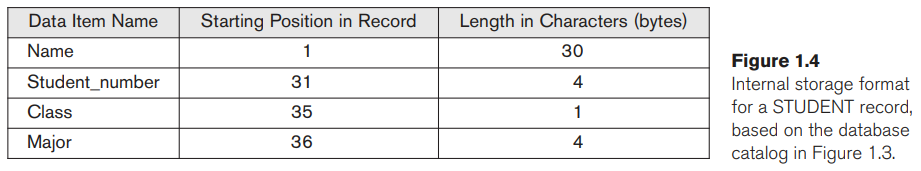 Data Item Name Starting Position in Record Length in Characters (bytes)
Name 1 30
Student_number 31 4
Class 35 1
Major 36 4
Figure 1.4
Internal storage format
for a STUDENT record,
based on the database
catalog in Figure 1.3.